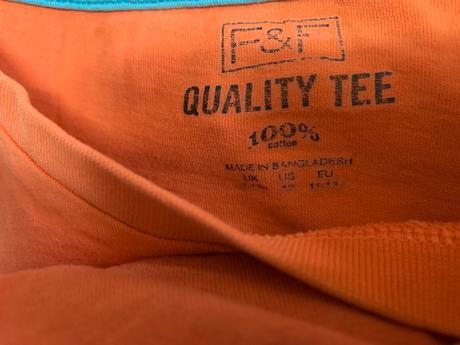 F&F
QUALITY TEE
100%
cotton
MADE IN BANGLADESH
UK US EU